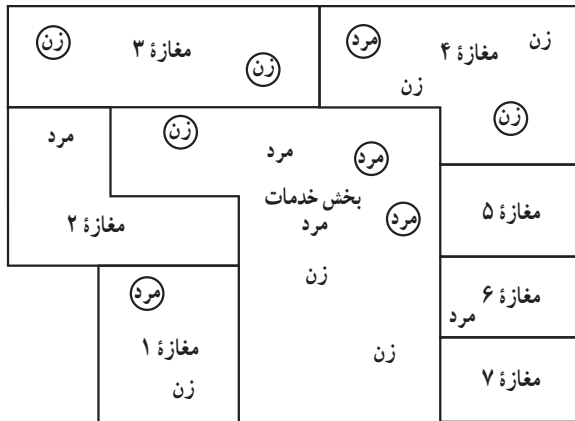 زن مغازهٔ ۳ زن
مرد مغازهٔ ۴ زن
زن
زن
مرد
مغازهٔ ۲
زن مرد مرد
بخش خدمات
مرد مرد
زن
زن
مغازهٔ ۵
مغازهٔ ۶
مرد
مغازهٔ ۷
مرد
مغازهٔ ۱
زن